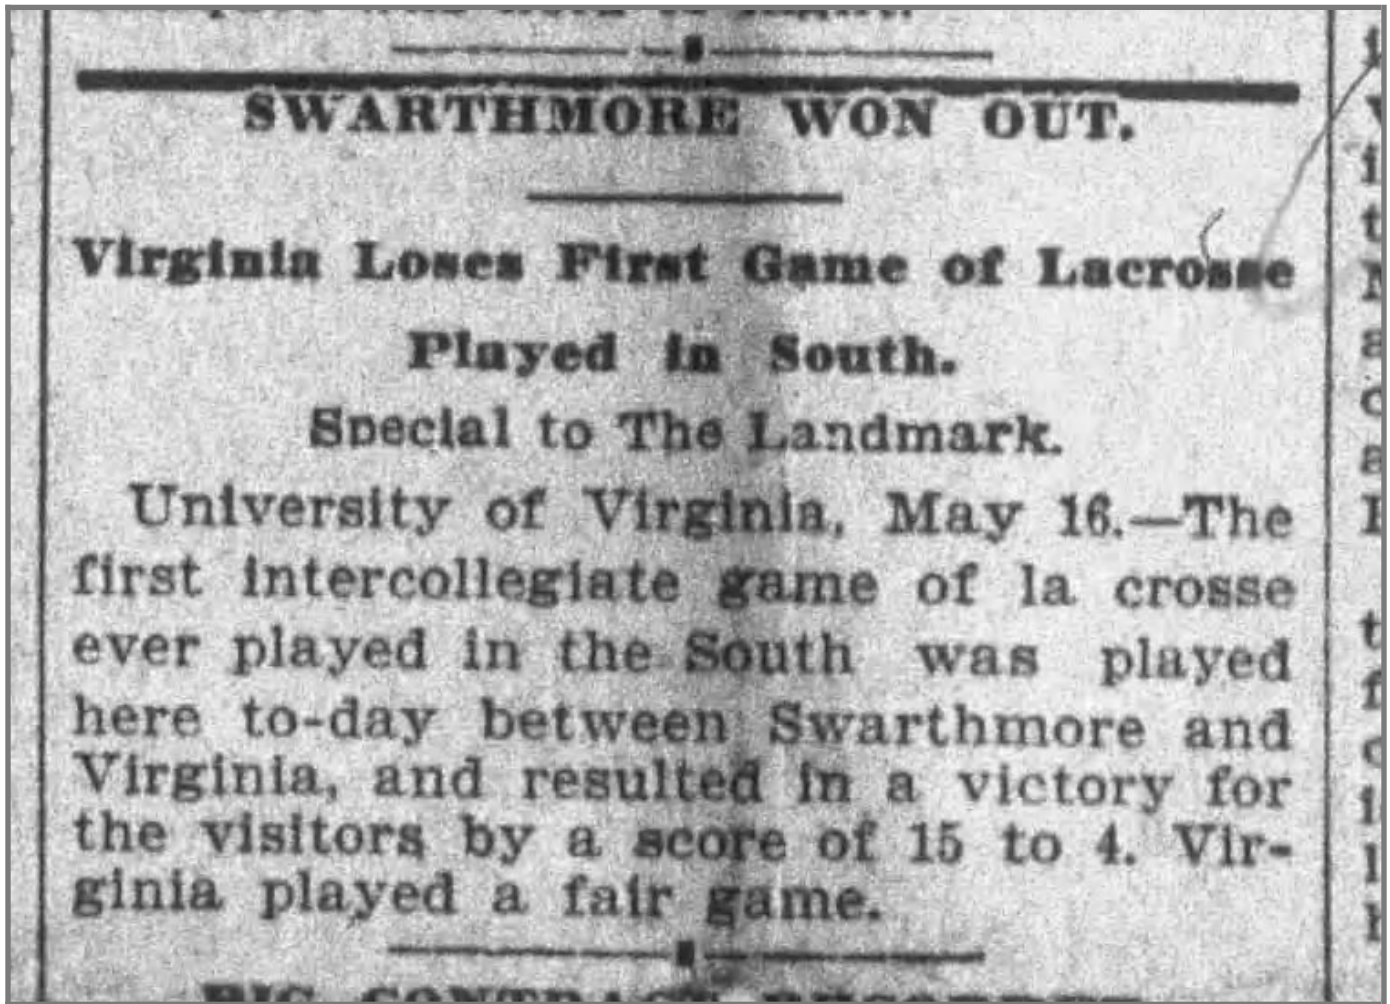 SWARTHMORE WON OUT.
Virginia Loses First Game of Lacrosse
Played in South.
Special to The Landmark.
University of Virginia, May 16.—The
first intercollegiate game of la crosse
ever played in the South was played
here to-day between Swarthmore and
Virginia, and resulted in a victory for
the visitors by a score of 15 to 4. Vir-
ginia played a fair game.
BIG CONTRACT